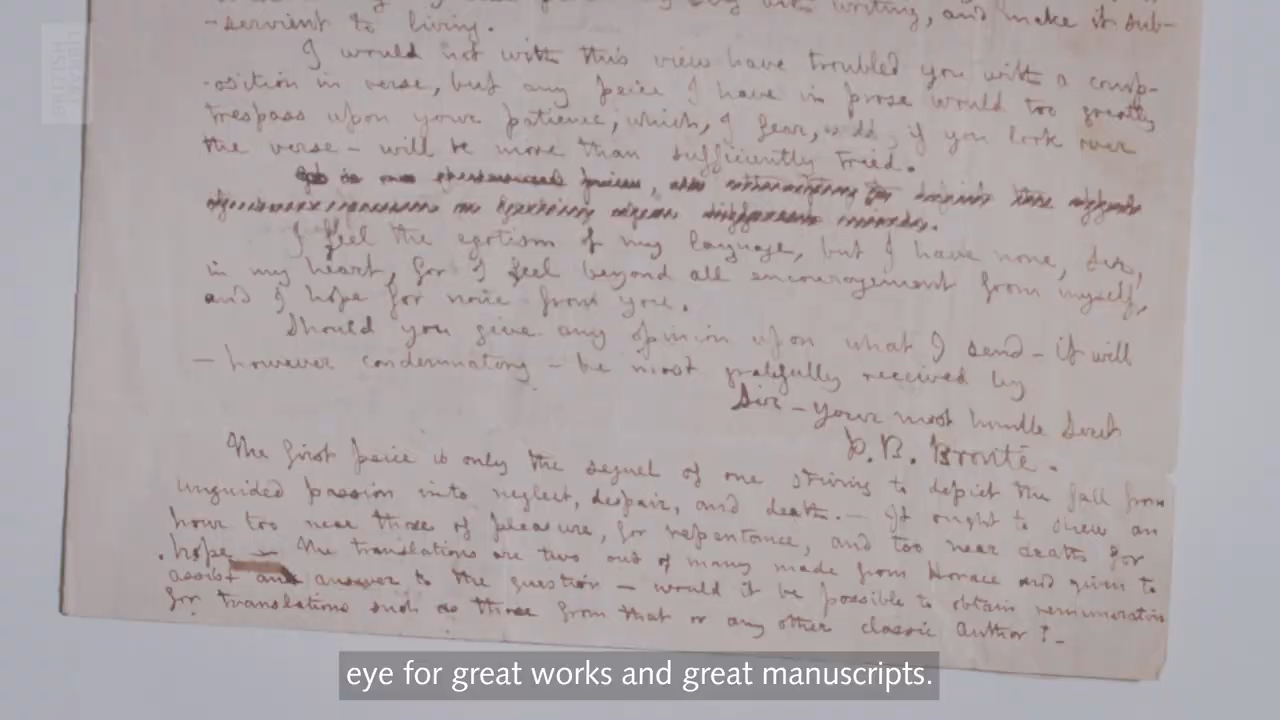 writing, and make it sub-
-servient to living.
I would not with this view have troubled you with a comp-
-osition in verse, but any peice I have in prose would too greatly
trespass upon your patience, which, I fear, if you look over
the verse - will be more than sufficiently tried.
I feel the egotism of my language, but I have none, Sir,
in my heart, for I feel beyond all encouragement from myself,
and I hope for none from you.
Should you give any opinion upon what I send - it will
- however condemnatory - be most gratefully received by
Sir - your most humble Servt
P. B. Brontë.
The first peice is only the sequel of one striving to depict the fall from
unguided passion into neglect, despair, and death. — It ought to shew an
hour too near those of pleasure, for repentance, and too near death for
hope — The translations are two out of many made from Horace and given to
assist an answer to the question — would it be possible to obtain remuneration
for translations such as those from that or any other classic author? -
eye for great works and great manuscripts.